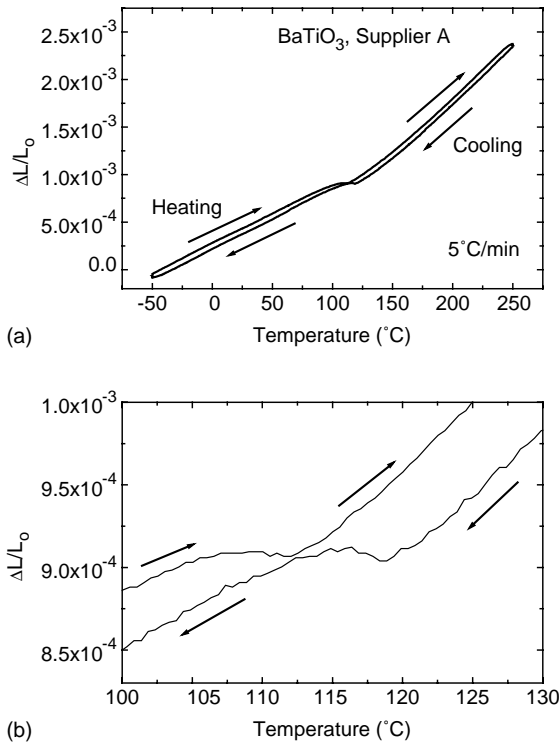 2.5x10⁻³
BaTiO₃, Supplier A
2.0x10⁻³
1.5x10⁻³
ΔL/Lₒ
Cooling
1.0x10⁻³
Heating
5.0x10⁻⁴
5˚C/min
0.0
-50 0 50 100 150 200 250
(a)
Temperature (˚C)
1.0x10⁻³
9.5x10⁻⁴
ΔL/Lₒ
9.0x10⁻⁴
8.5x10⁻⁴
100 105 110 115 120 125 130
(b)
Temperature (˚C)